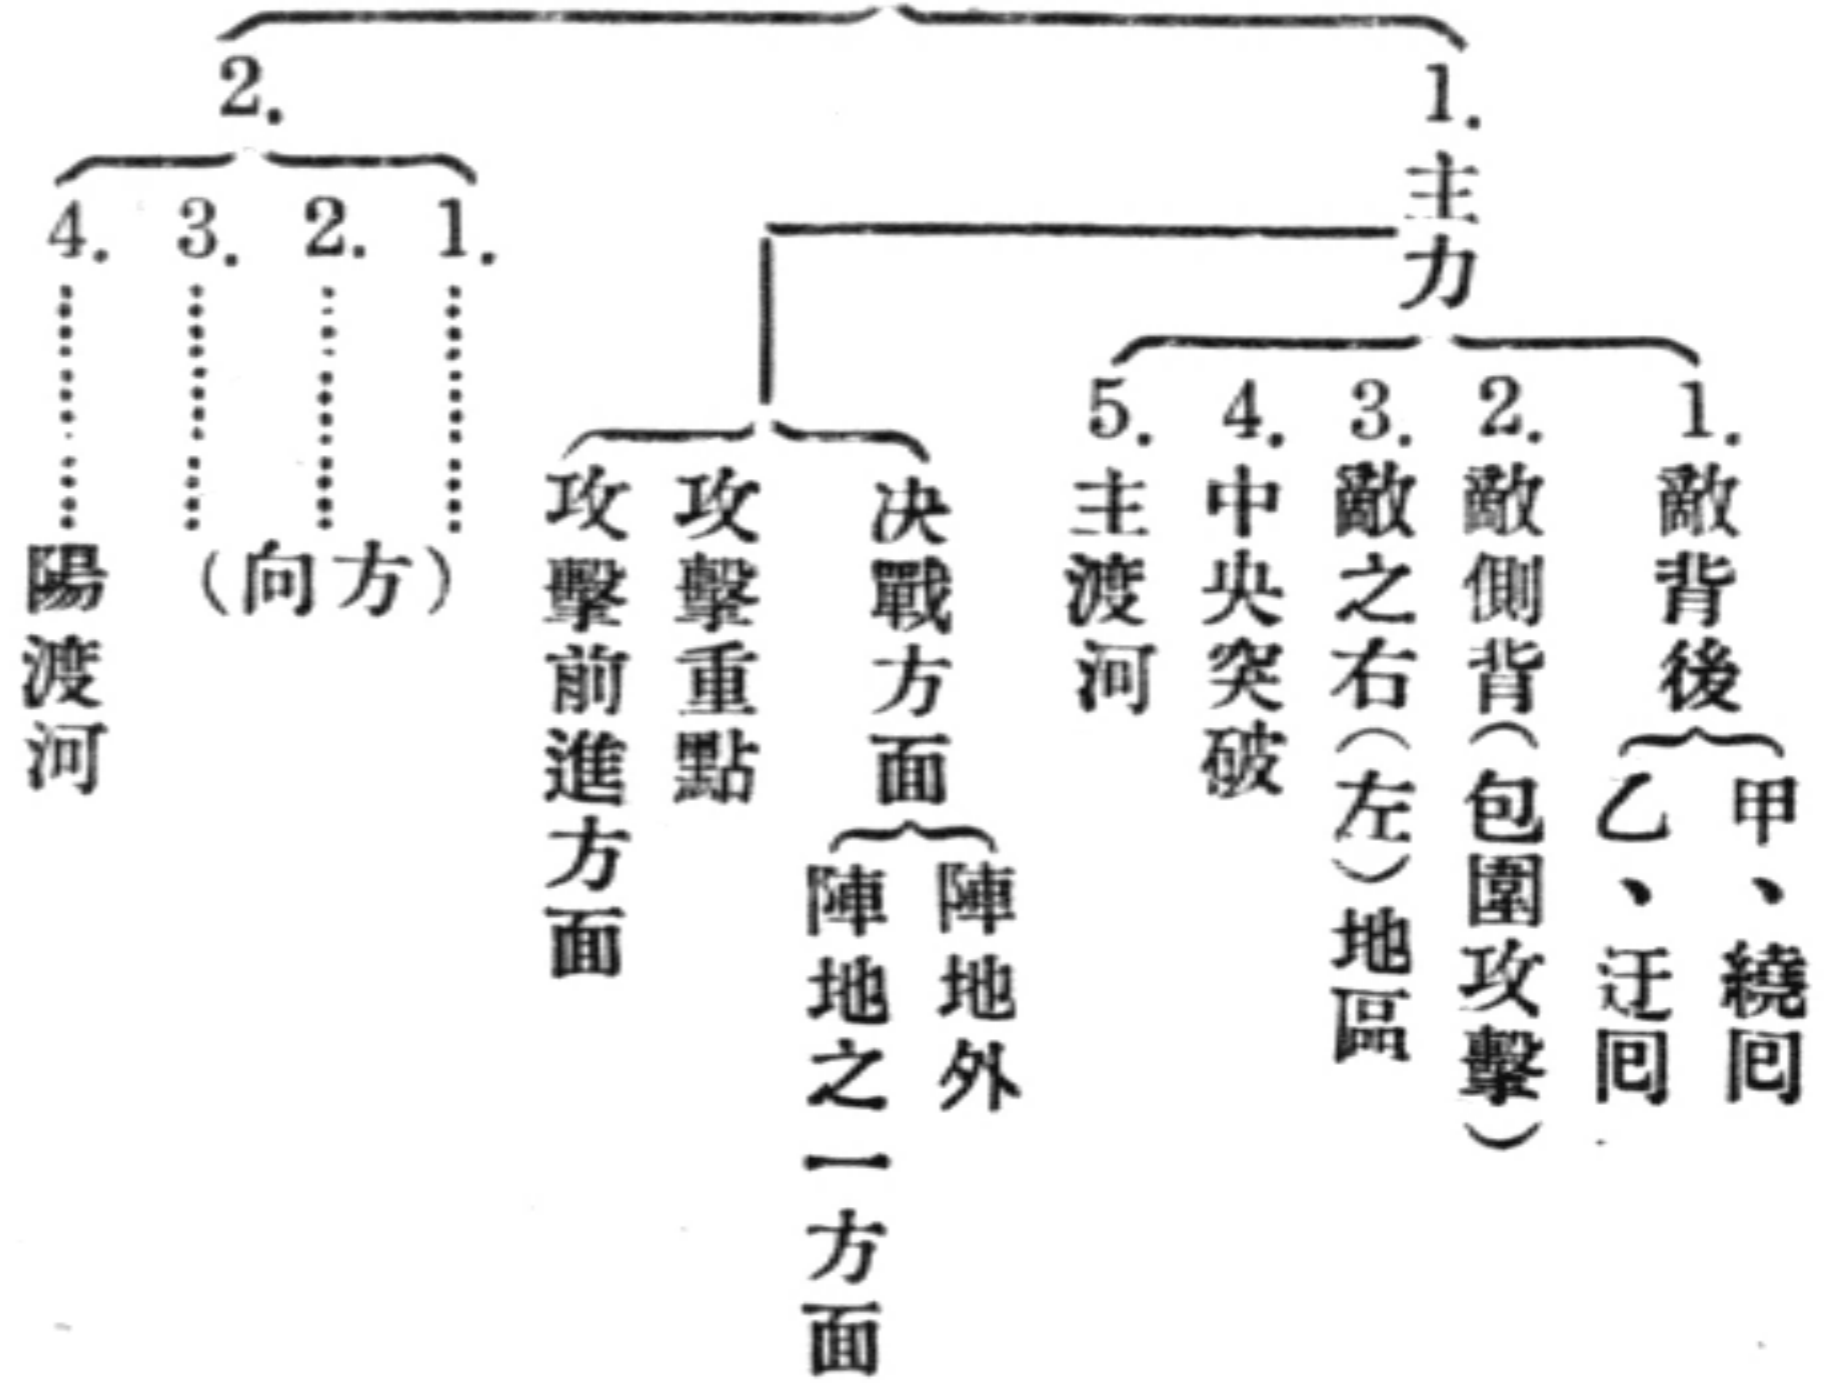 1.主力
1.敵背後
甲、繞囘
乙、迂囘
2.敵側背（包圍攻擊）
3.敵之右（左）地區
4.中央突破
5.主渡河
决戰方面
陣地外
陣地之一方面
攻擊重點
攻擊前進方面
2.
1.………
2.………
3.………
（方向）
4.………陽渡河